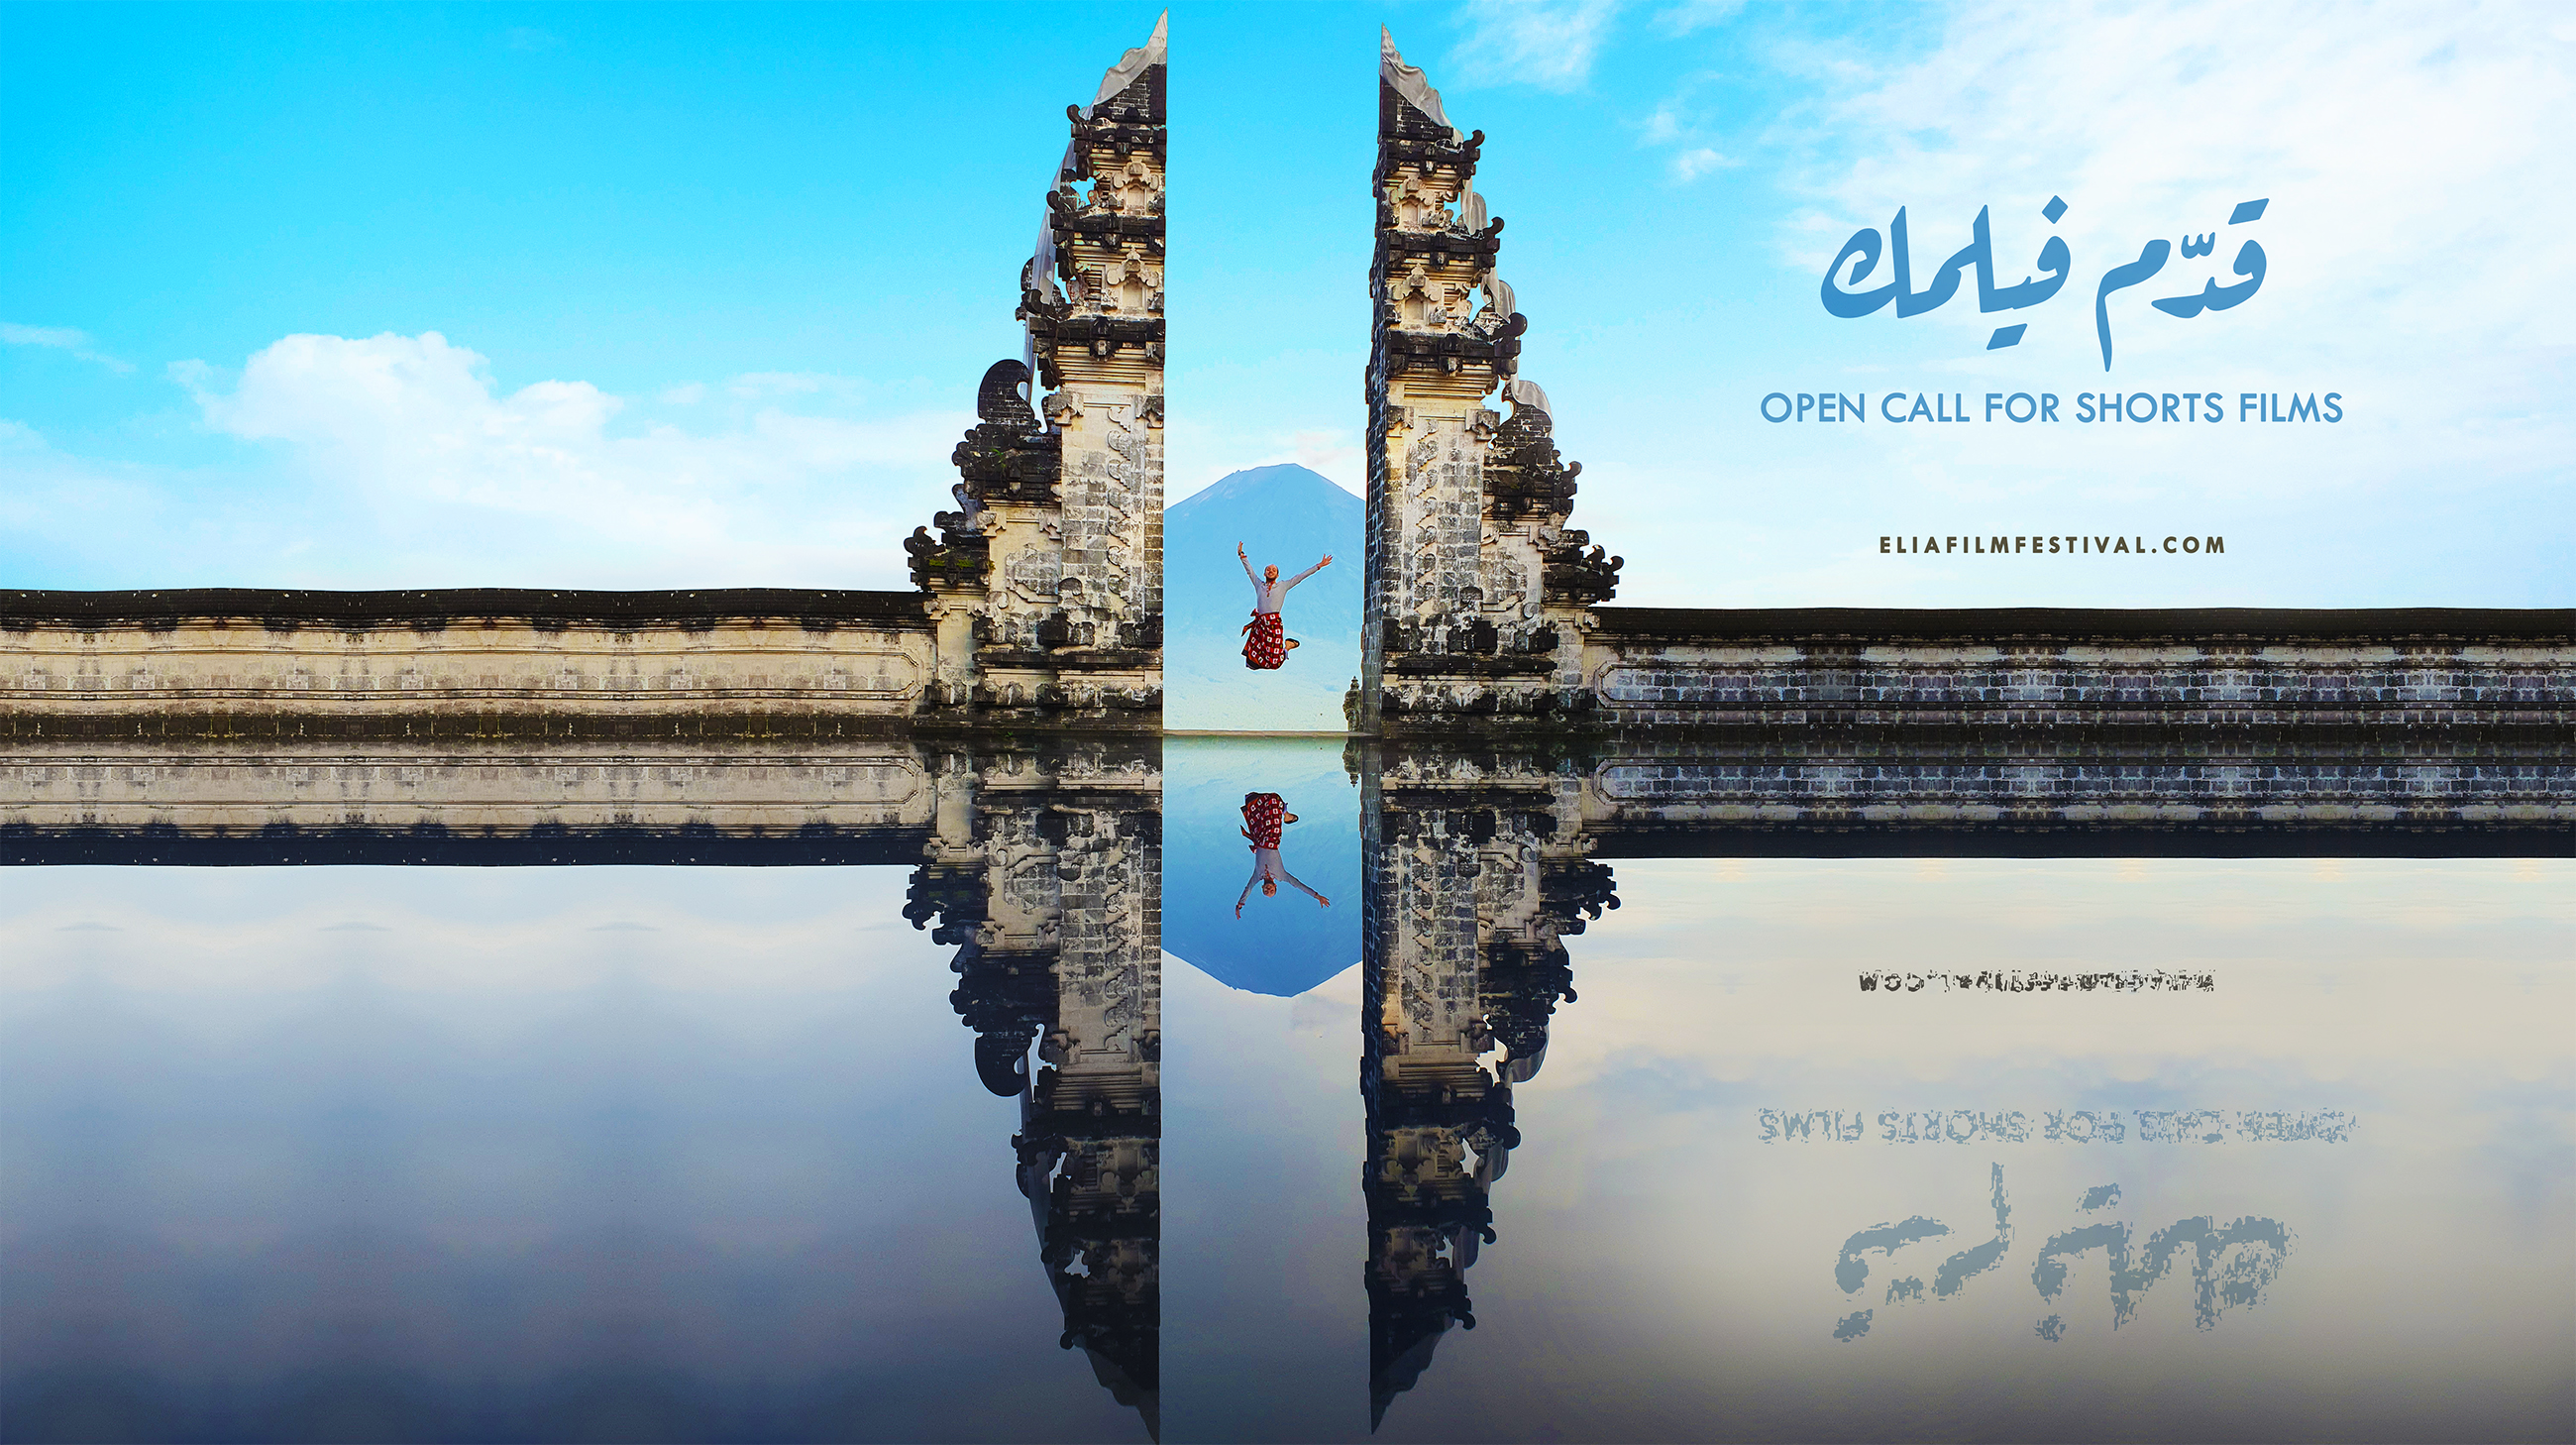 قدّم فيلمك
OPEN CALL FOR SHORTS FILMS
ELIAFILMFESTIVAL.COM